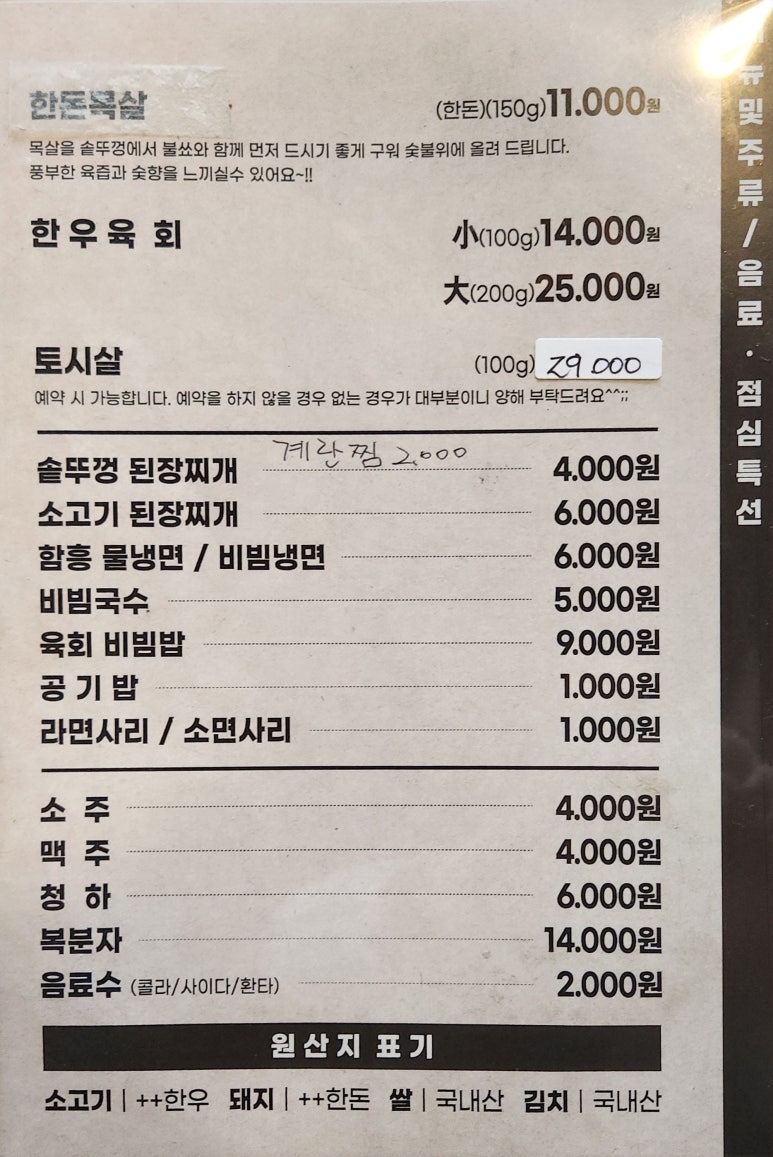 한돈목살 (한돈)(150g)11.000원
목살을 솥뚜껑에서 불쑈와 함께 먼저 드시기 좋게 구워 숯불위에 올려 드립니다.
풍부한 육즙과 숯향을 느끼실수 있어요~!!
한우육회 小(100g)14.000원
大(200g)25.000원
토시살 (100g) 29.000
예약 시 가능합니다. 예약을 하지 않을 경우 없는 경우가 대부분이니 양해 부탁드려요^^;;
계란찜 2.000
솥뚜껑 된장찌개 4.000원
소고기 된장찌개 6.000원
함흥 물냉면 / 비빔냉면 6.000원
비빔국수 5.000원
육회 비빔밥 9.000원
공기밥 1.000원
라면사리 / 소면사리 1.000원
소주 4.000원
맥주 4.000원
청하 6.000원
복분자 14.000원
음료수 (콜라/사이다/환타) 2.000원
원산지 표기
소고기 | ++한우 돼지 | ++한돈 쌀 | 국내산 김치 | 국내산
및 주류 / 음료 · 점심특선